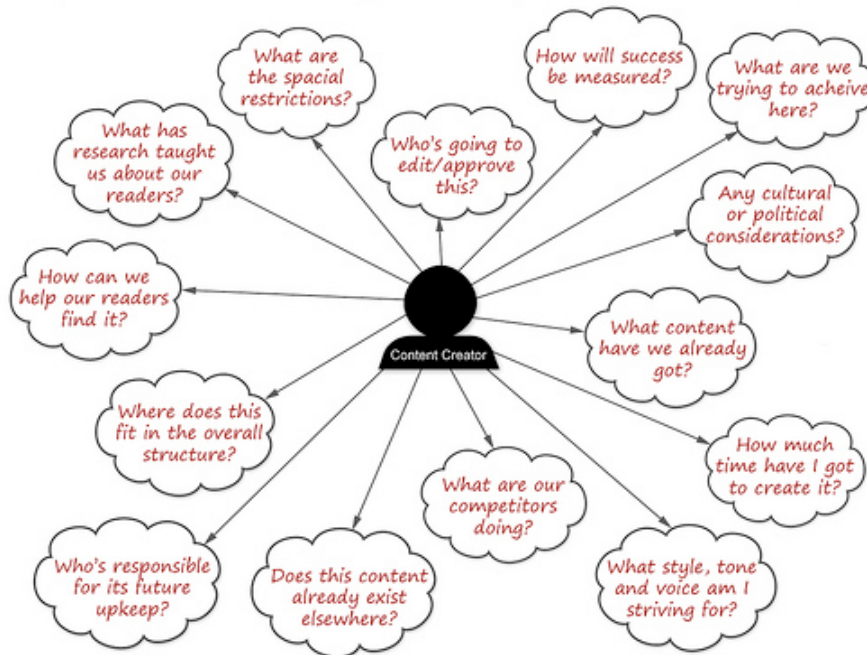 What are
the spacial
restrictions?
How will success
be measured?
What are we
trying to acheive
here?
What has
research taught
us about our
readers?
Who's going to
edit/approve
this?
Any cultural
or political
considerations?
How can we
help our readers
find it?
Content Creator
What content
have we already
got?
Where does this
fit in the overall
structure?
What are our
competitors
doing?
How much
time have I got
to create it?
Who's responsible
for its future
upkeep?
Does this content
already exist
elsewhere?
What style, tone
and voice am I
striving for?